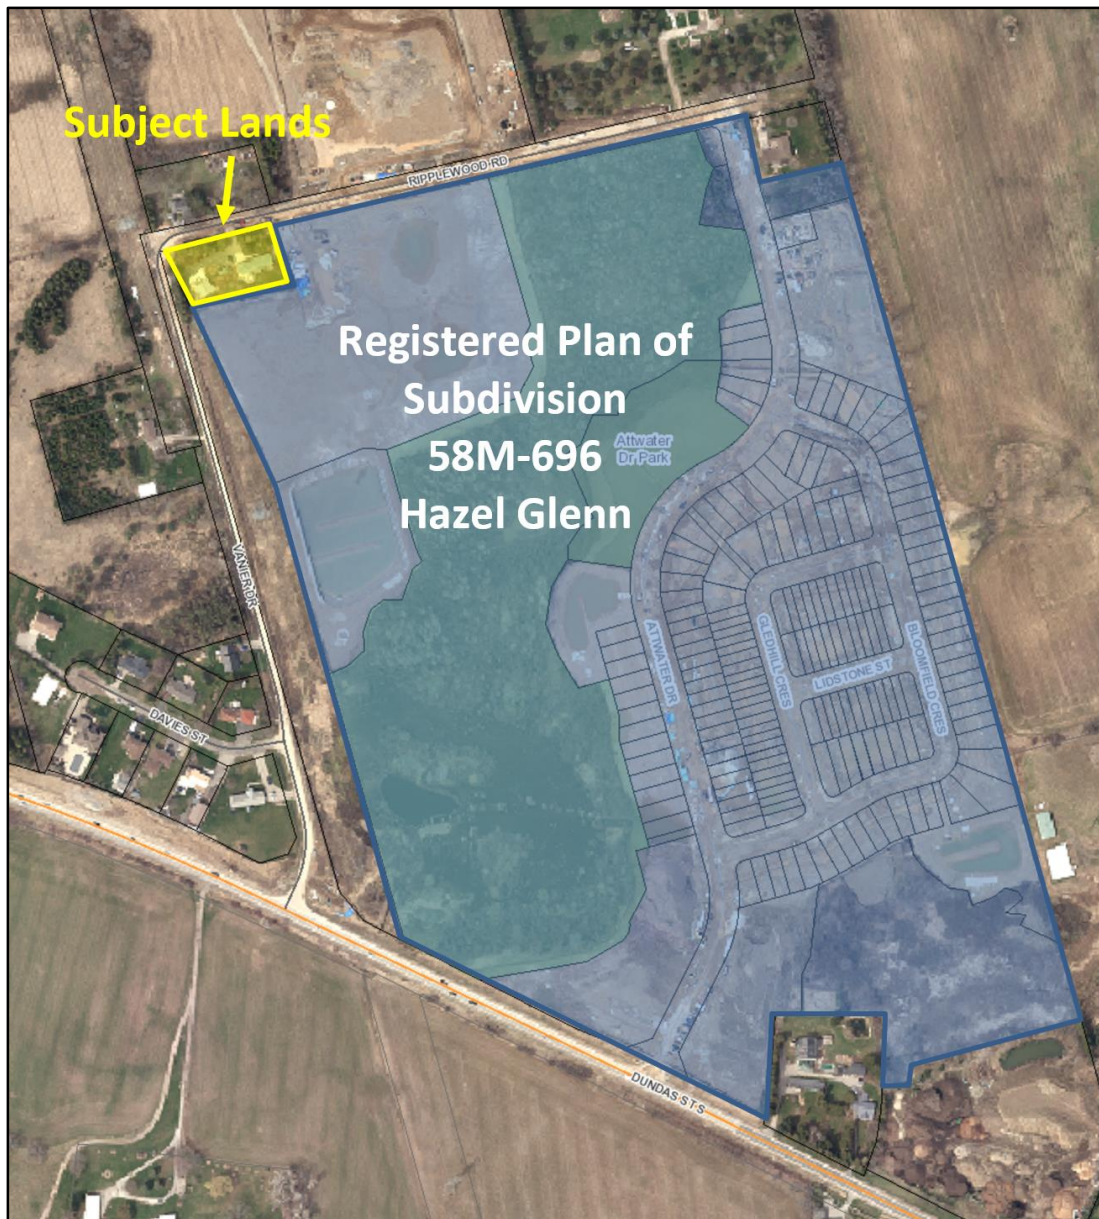 Subject Lands
RIPPLEWOOD RD
Registered Plan of
Subdivision
58M-696
Hazel Glenn
Attwater
Dr Park
VANIER DR
ATTWATER DR
GLEDHILL CRES
LIDSTONE ST
BLOOMFIELD CRES
DAVIES ST
DUNDAS ST S